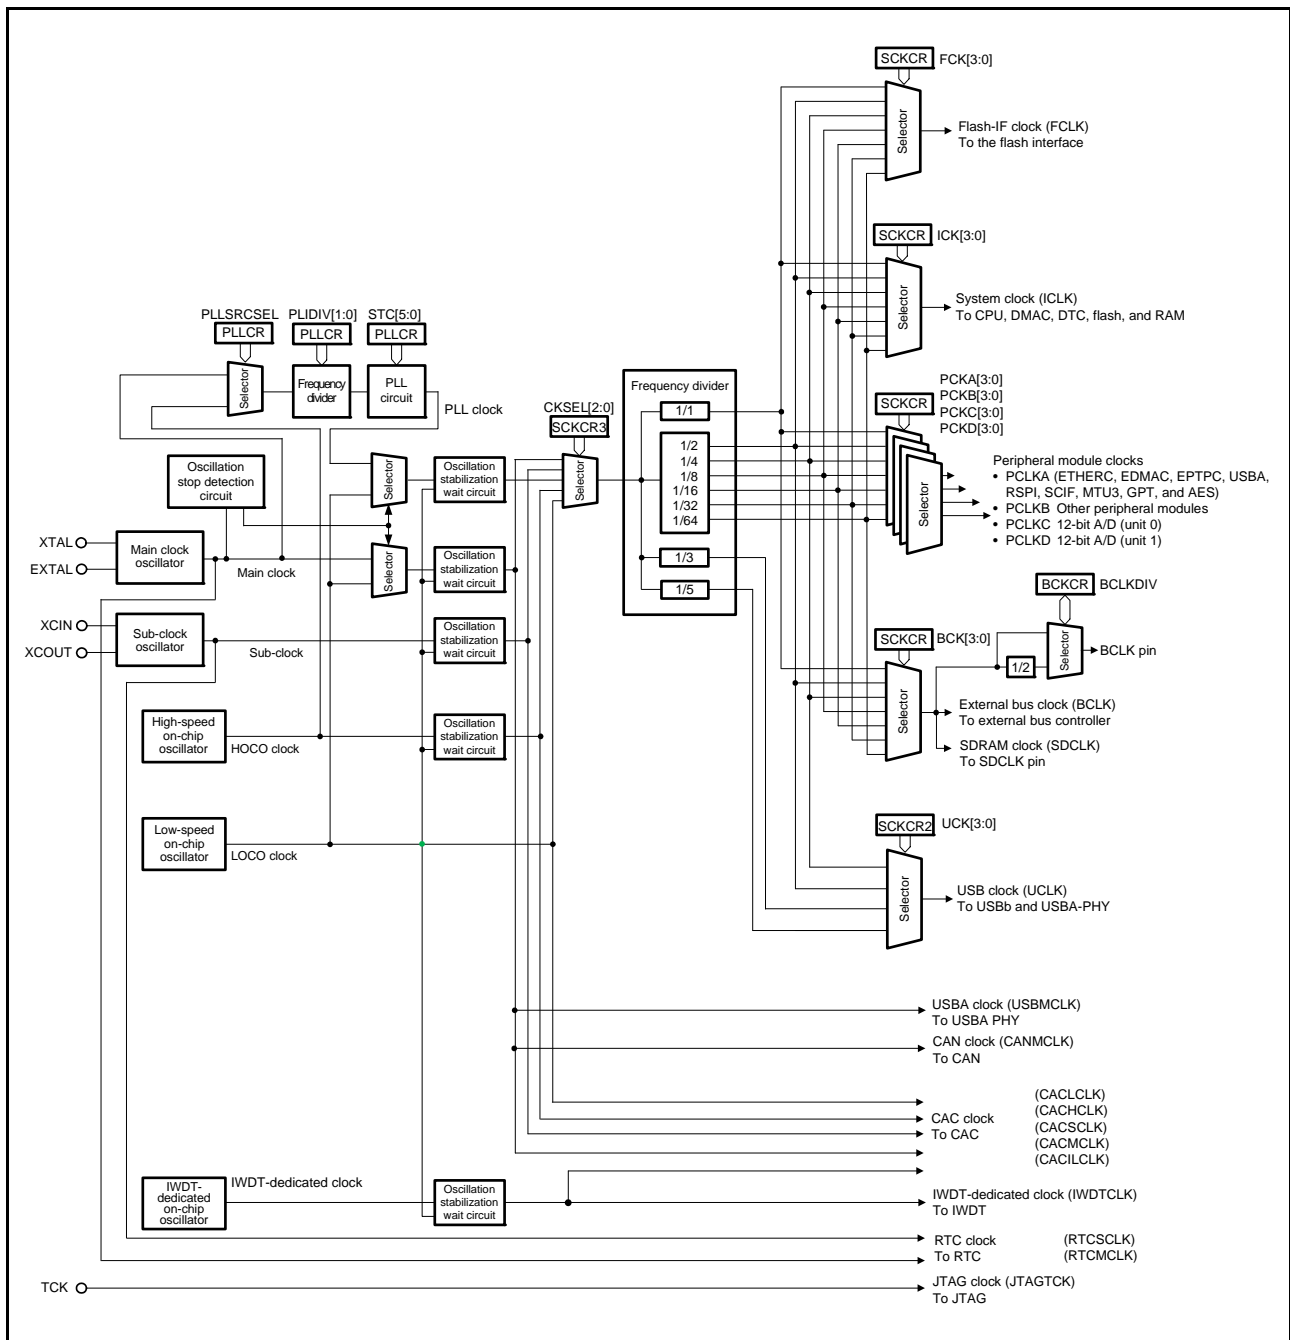 SCKCR FCK[3:0]
Selector
Flash-IF clock (FCLK)
To the flash interface
SCKCR ICK[3:0]
Selector
System clock (ICLK)
To CPU, DMAC, DTC, flash, and RAM
PLLSRCSEL
PLLCR
PLIDIV[1:0]
PLLCR
STC[5:0]
PLLCR
Selector
Frequency
divider
PLL
circuit
PLL clock
CKSEL[2:0]
SCKCR3
Selector
Frequency divider
1/1
1/2
1/4
1/8
1/16
1/32
1/64
1/3
1/5
SCKCR
PCKA[3:0]
PCKB[3:0]
PCKC[3:0]
PCKD[3:0]
Selector
Peripheral module clocks
• PCLKA (ETHERC, EDMAC, EPTPC, USBA,
RSPI, SCIF, MTU3, GPT, and AES)
• PCLKB Other peripheral modules
• PCLKC 12-bit A/D (unit 0)
• PCLKD 12-bit A/D (unit 1)
Oscillation
stop detection
circuit
Selector
Oscillation
stabilization
wait circuit
XTAL
EXTAL
Main clock
oscillator
Main clock
Selector
Oscillation
stabilization
wait circuit
XCIN
XCOUT
Sub-clock
oscillator
Sub-clock
Oscillation
stabilization
wait circuit
BCKCR BCLKDIV
Selector
1/2
BCLK pin
SCKCR BCK[3:0]
Selector
External bus clock (BCLK)
To external bus controller
SDRAM clock (SDCLK)
To SDCLK pin
High-speed
on-chip
oscillator
HOCO clock
Oscillation
stabilization
wait circuit
Low-speed
on-chip
oscillator
LOCO clock
SCKCR2 UCK[3:0]
Selector
USB clock (UCLK)
To USBb and USBA-PHY
USBA clock (USBMCLK)
To USBA PHY
CAN clock (CANMCLK)
To CAN
CAC clock
To CAC
(CACLCLK)
(CACHCLK)
(CACSCLK)
(CACMCLK)
(CACILCLK)
IWDT-
dedicated
on-chip
oscillator
IWDT-dedicated clock
Oscillation
stabilization
wait circuit
IWDT-dedicated clock (IWDTCLK)
To IWDT
RTC clock (RTCSCLK)
To RTC (RTCMCLK)
TCK
JTAG clock (JTAGTCK)
To JTAG